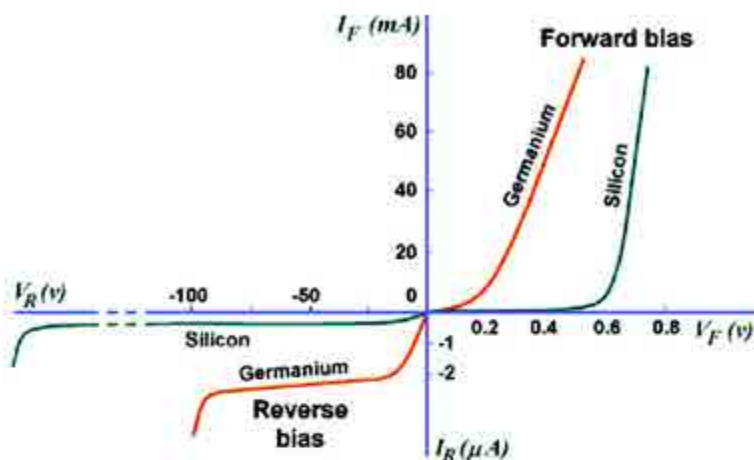 I_F (mA)
Forward bias
80
60
Germanium
Silicon
40
20
V_R (v)
-100
-50
0
0.2
0.4
0.6
0.8
V_F (v)
Silicon
-1
Germanium
-2
Reverse
bias
I_R (μA)